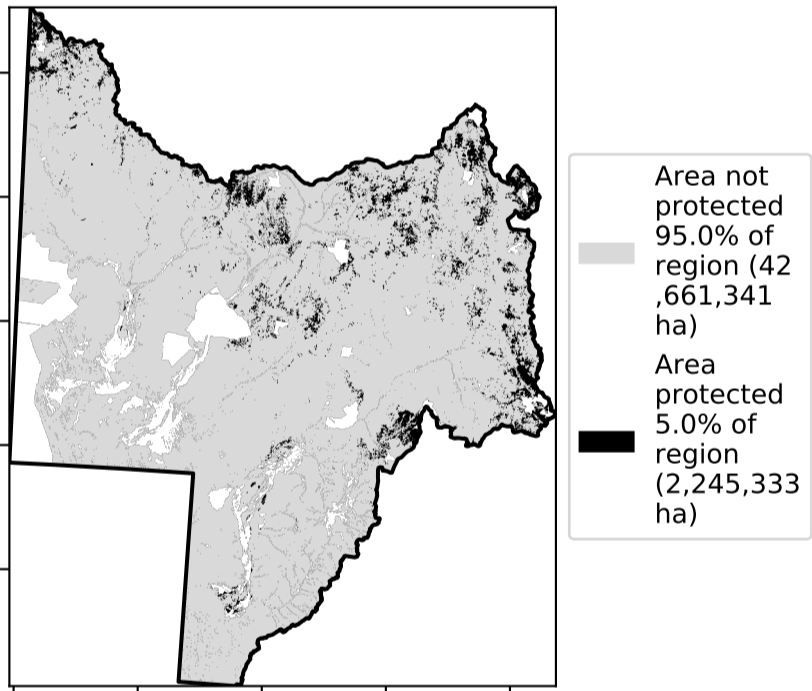 Area not
protected
95.0% of
region (42
,661,341
ha)
Area
protected
5.0% of
region
(2,245,333
ha)